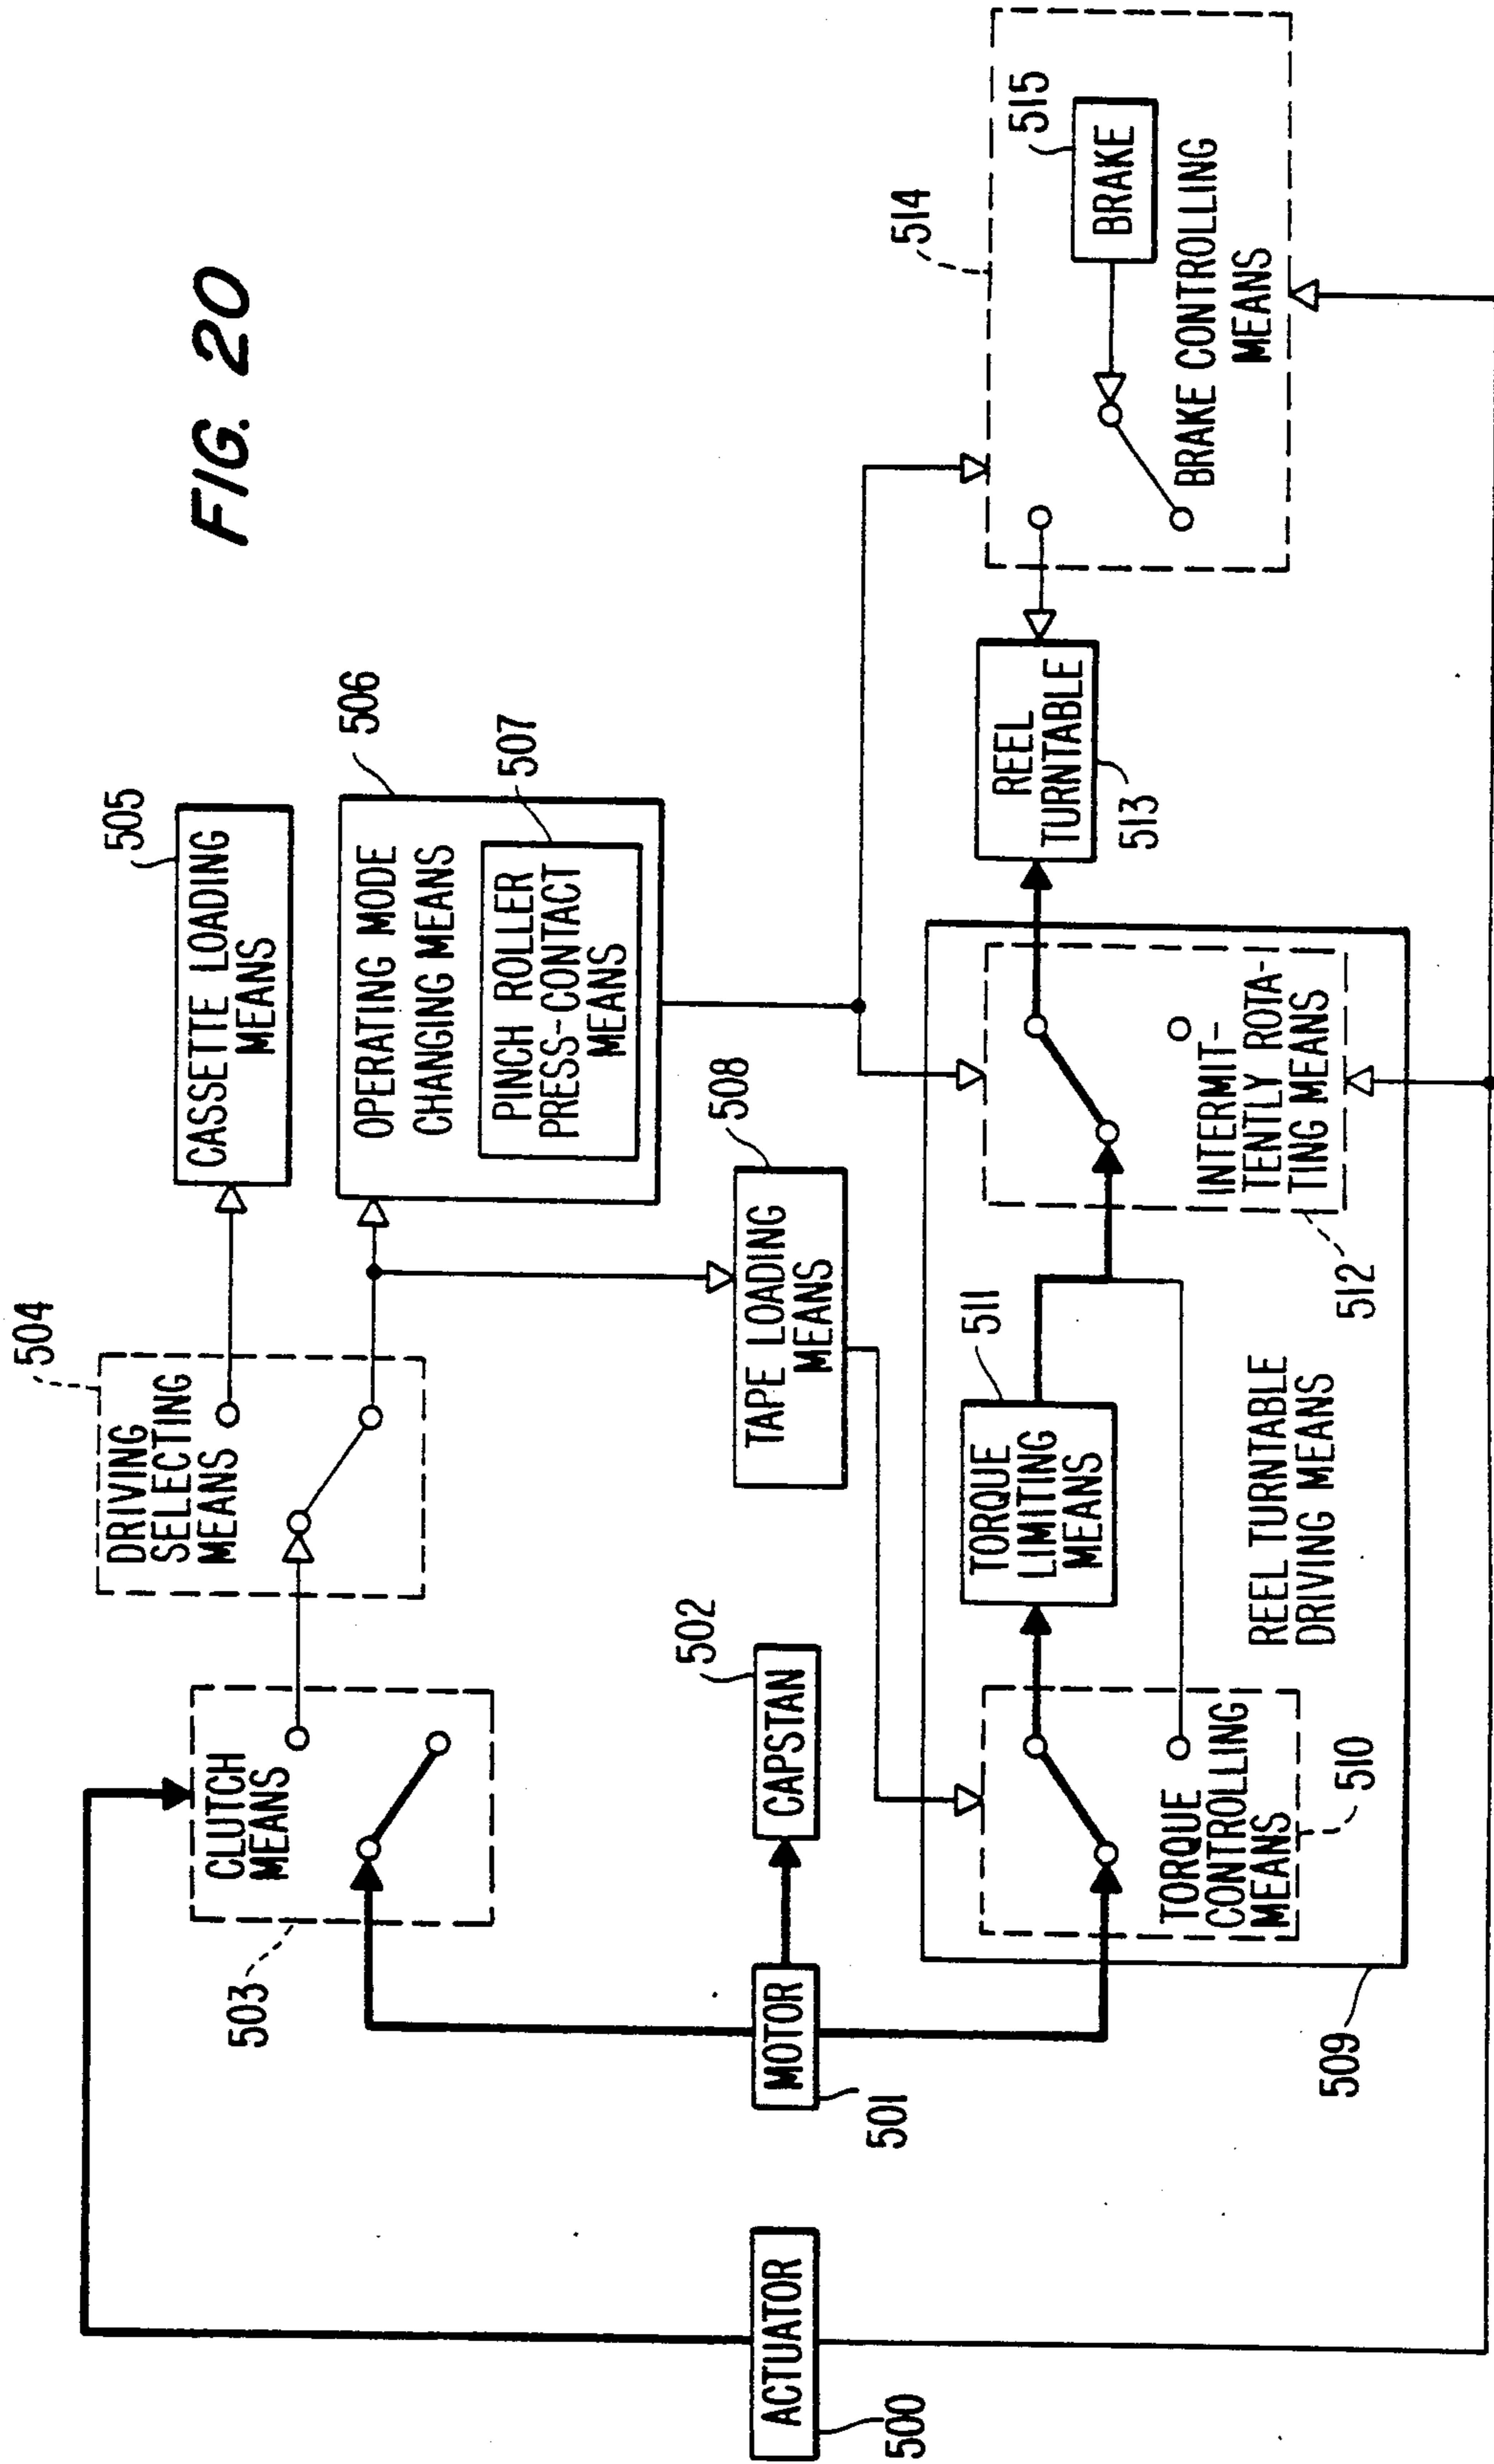 FIG. 20
504
DRIVING
SELECTING
MEANS
505
CASSETTE LOADING
MEANS
CLUTCH
MEANS
503
506
OPERATING MODE
CHANGING MEANS
507
PINCH ROLLER
PRESS-CONTACT
MEANS
502
CAPSTAN
508
TAPE LOADING
MEANS
ACTUATOR
500
MOTOR
501
511
TORQUE
LIMITING
MEANS
TORQUE
CONTROLLING
MEANS
510
REEL TURNTABLE
DRIVING MEANS
509
INTERMIT-
TENTLY ROTA-
TING MEANS
512
REEL
TURNTABLE
513
514
515
BRAKE
BRAKE CONTROLLING
MEANS